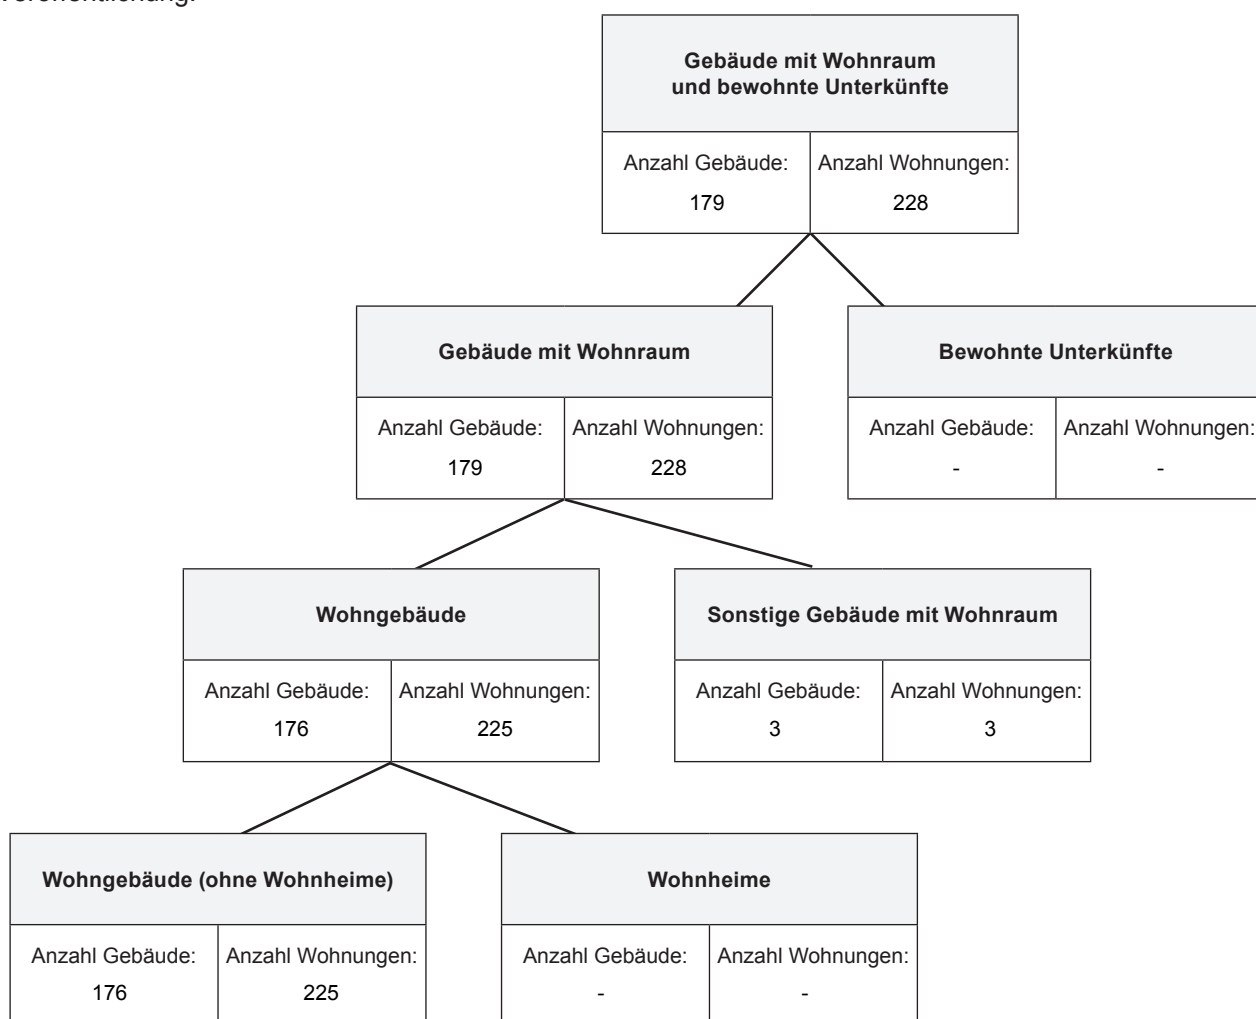 Veröffentlichung.
Gebäude mit Wohnraum
und bewohnte Unterkünfte
Anzahl Gebäude: Anzahl Wohnungen:
179 228
Gebäude mit Wohnraum
Anzahl Gebäude: Anzahl Wohnungen:
179 228
Bewohnte Unterkünfte
Anzahl Gebäude: Anzahl Wohnungen:
- -
Wohngebäude
Anzahl Gebäude: Anzahl Wohnungen:
176 225
Sonstige Gebäude mit Wohnraum
Anzahl Gebäude: Anzahl Wohnungen:
3 3
Wohngebäude (ohne Wohnheime)
Anzahl Gebäude: Anzahl Wohnungen:
176 225
Wohnheime
Anzahl Gebäude: Anzahl Wohnungen:
- -